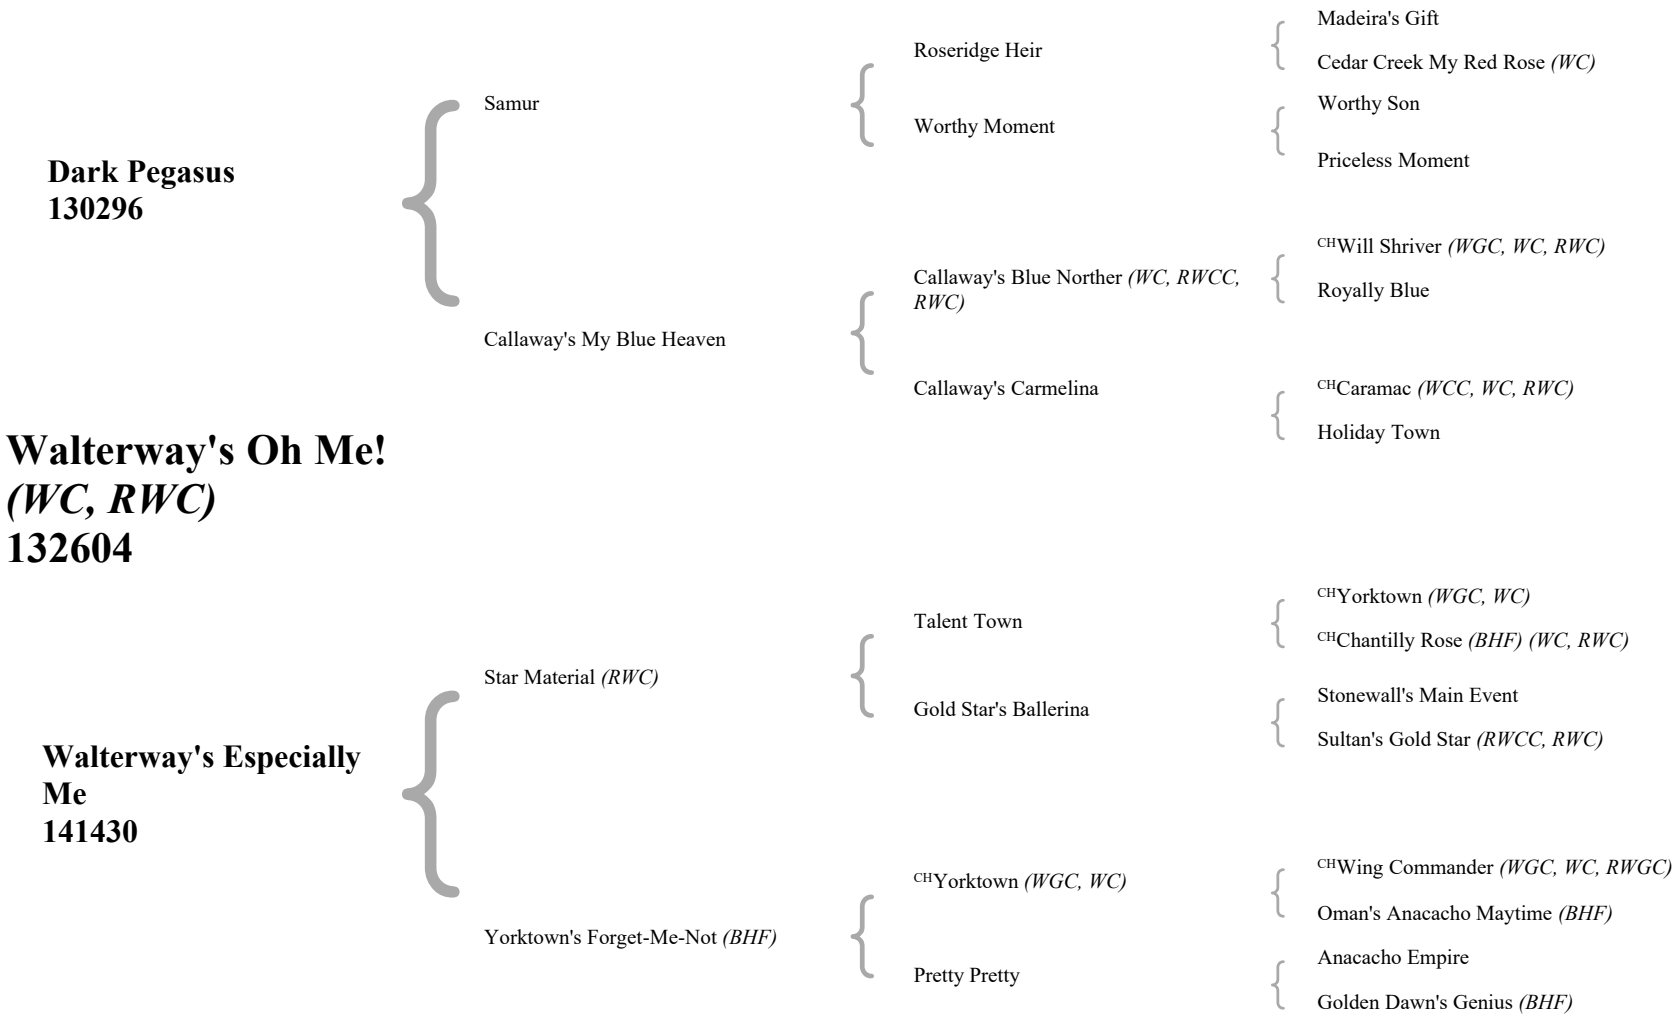 Madeira's Gift
Roseridge Heir
Cedar Creek My Red Rose (WC)
Samur
Worthy Son
Worthy Moment
Priceless Moment
Dark Pegasus
130296
CHWill Shriver (WGC, WC, RWC)
Callaway's Blue Norther (WC, RWCC,
RWC)
Royally Blue
Callaway's My Blue Heaven
Callaway's Carmelina
CHCaramac (WCC, WC, RWC)
Holiday Town
Walterway's Oh Me!
(WC, RWC)
132604
CHYorktown (WGC, WC)
Talent Town
CHChantilly Rose (BHF) (WC, RWC)
Star Material (RWC)
Stonewall's Main Event
Gold Star's Ballerina
Sultan's Gold Star (RWCC, RWC)
Walterway's Especially
Me
141430
CHWing Commander (WGC, WC, RWGC)
CHYorktown (WGC, WC)
Oman's Anacacho Maytime (BHF)
Yorktown's Forget-Me-Not (BHF)
Anacacho Empire
Pretty Pretty
Golden Dawn's Genius (BHF)